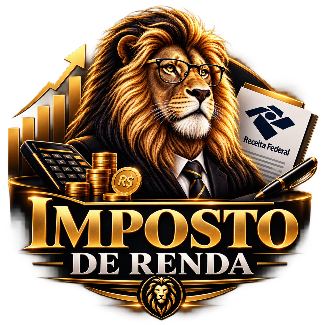 Receita Federal
R$
IMPOSTO
DE RENDA